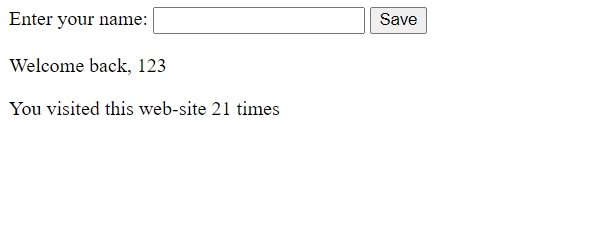 Enter your name: Save
Welcome back, 123
You visited this web-site 21 times